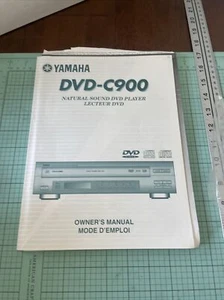 YAMAHA
DVD-C900
NATURAL SOUND DVD PLAYER
LECTEUR DVD
DVD
OWNER'S MANUAL
MODE D'EMPLOI